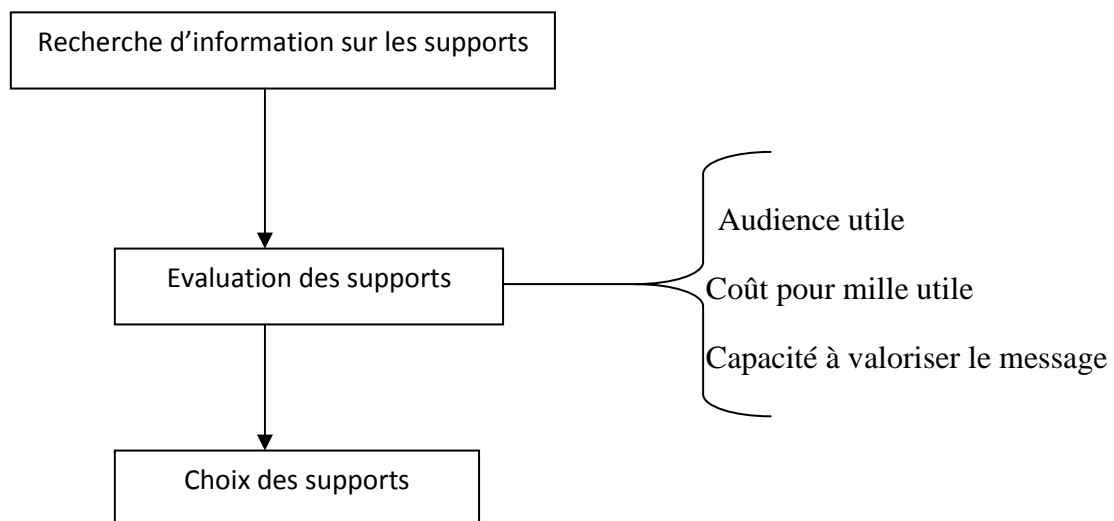 Recherche d’information sur les supports
Audience utile
Evaluation des supports
Coût pour mille utile
Capacité à valoriser le message
Choix des supports